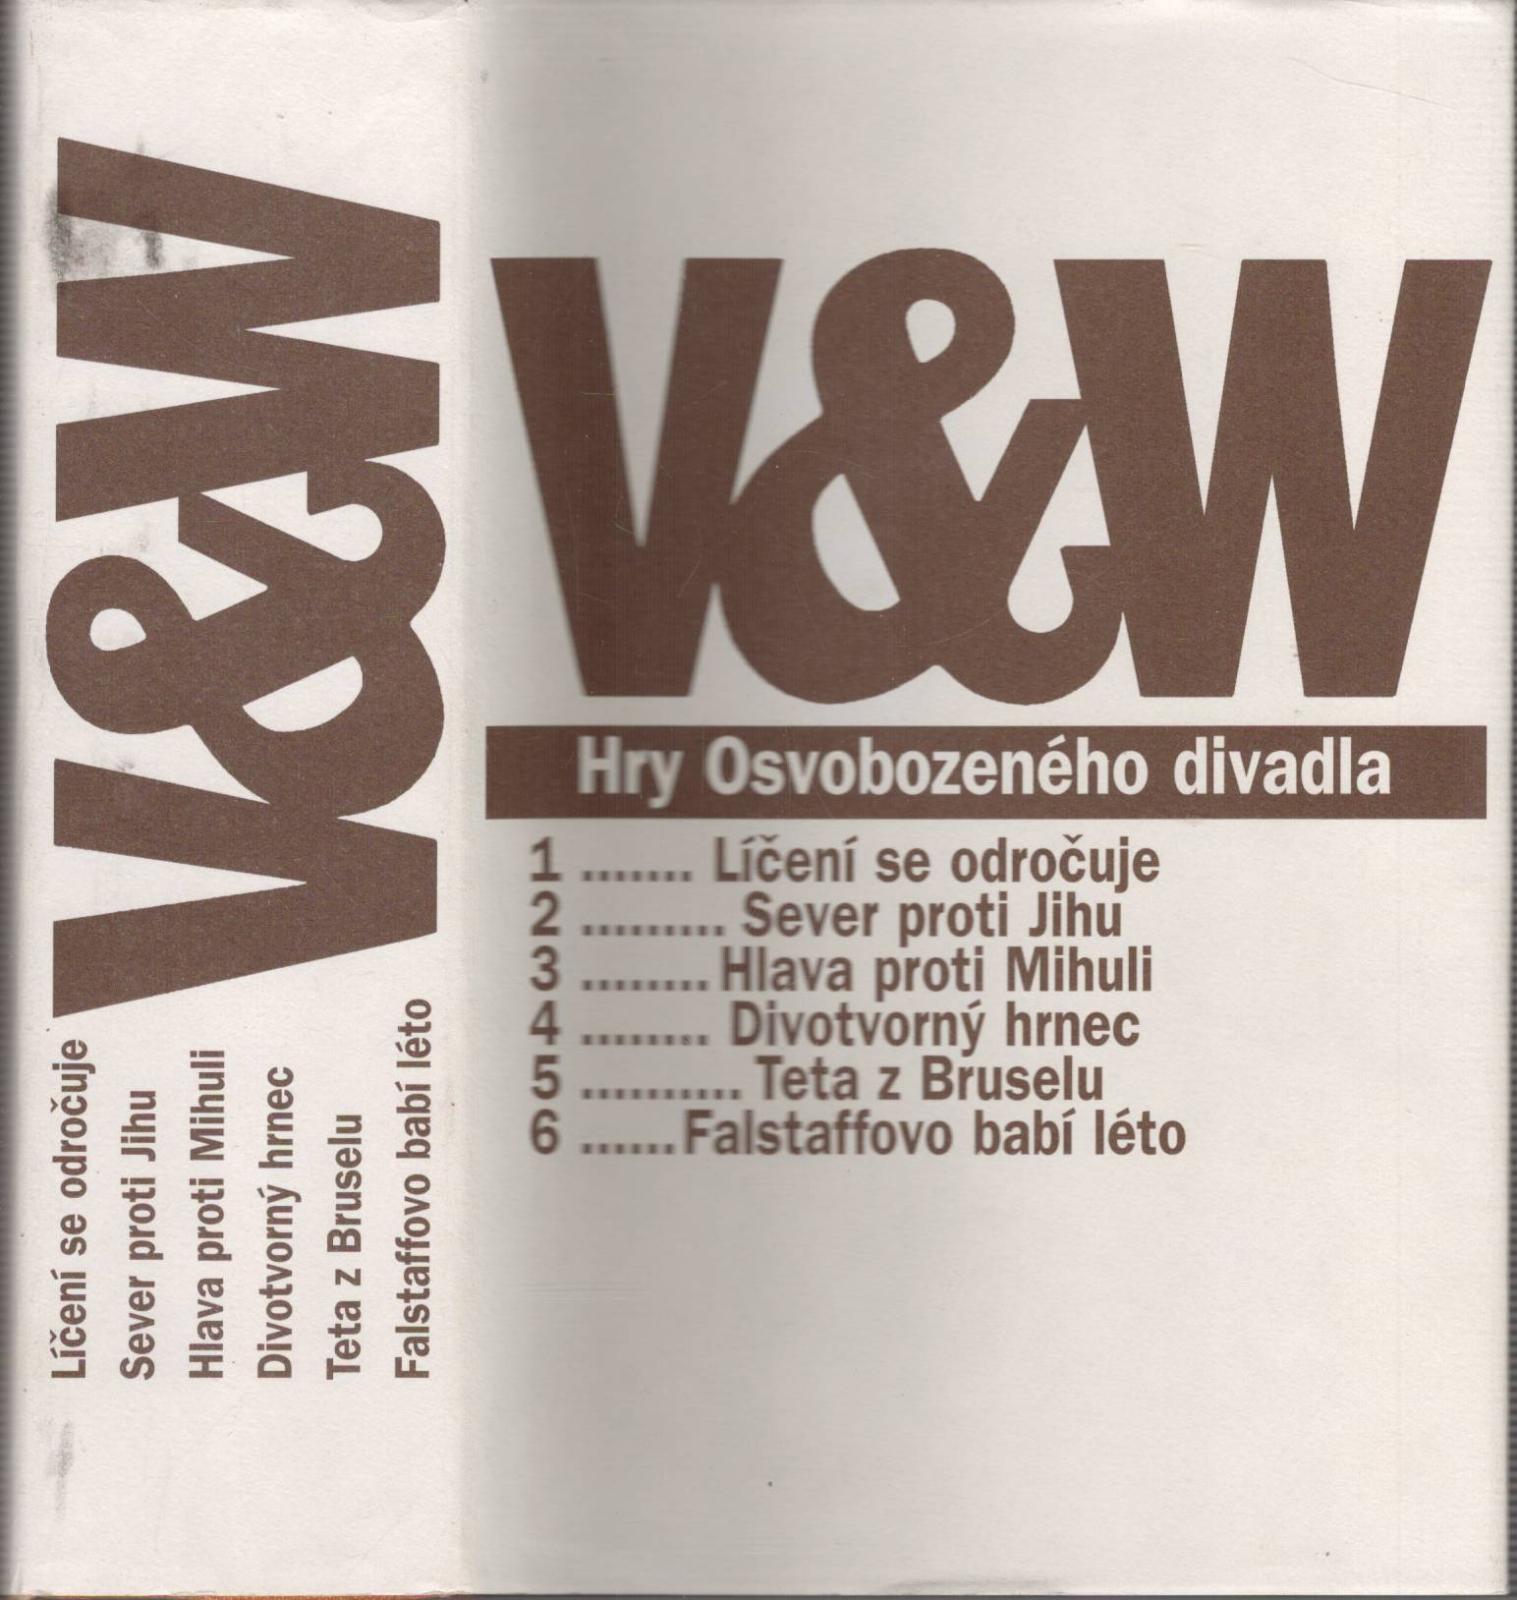 V&W
Líčení se odročuje
Sever proti Jihu
Hlava proti Mihuli
Divotvorný hrnec
Teta z Bruselu
Falstaffovo babí léto
V&W
Hry Osvobozeného divadla
1 ....... Líčení se odročuje
2 ......... Sever proti Jihu
3 ........ Hlava proti Mihuli
4 ........ Divotvorný hrnec
5 .......... Teta z Bruselu
6 ...... Falstaffovo babí léto